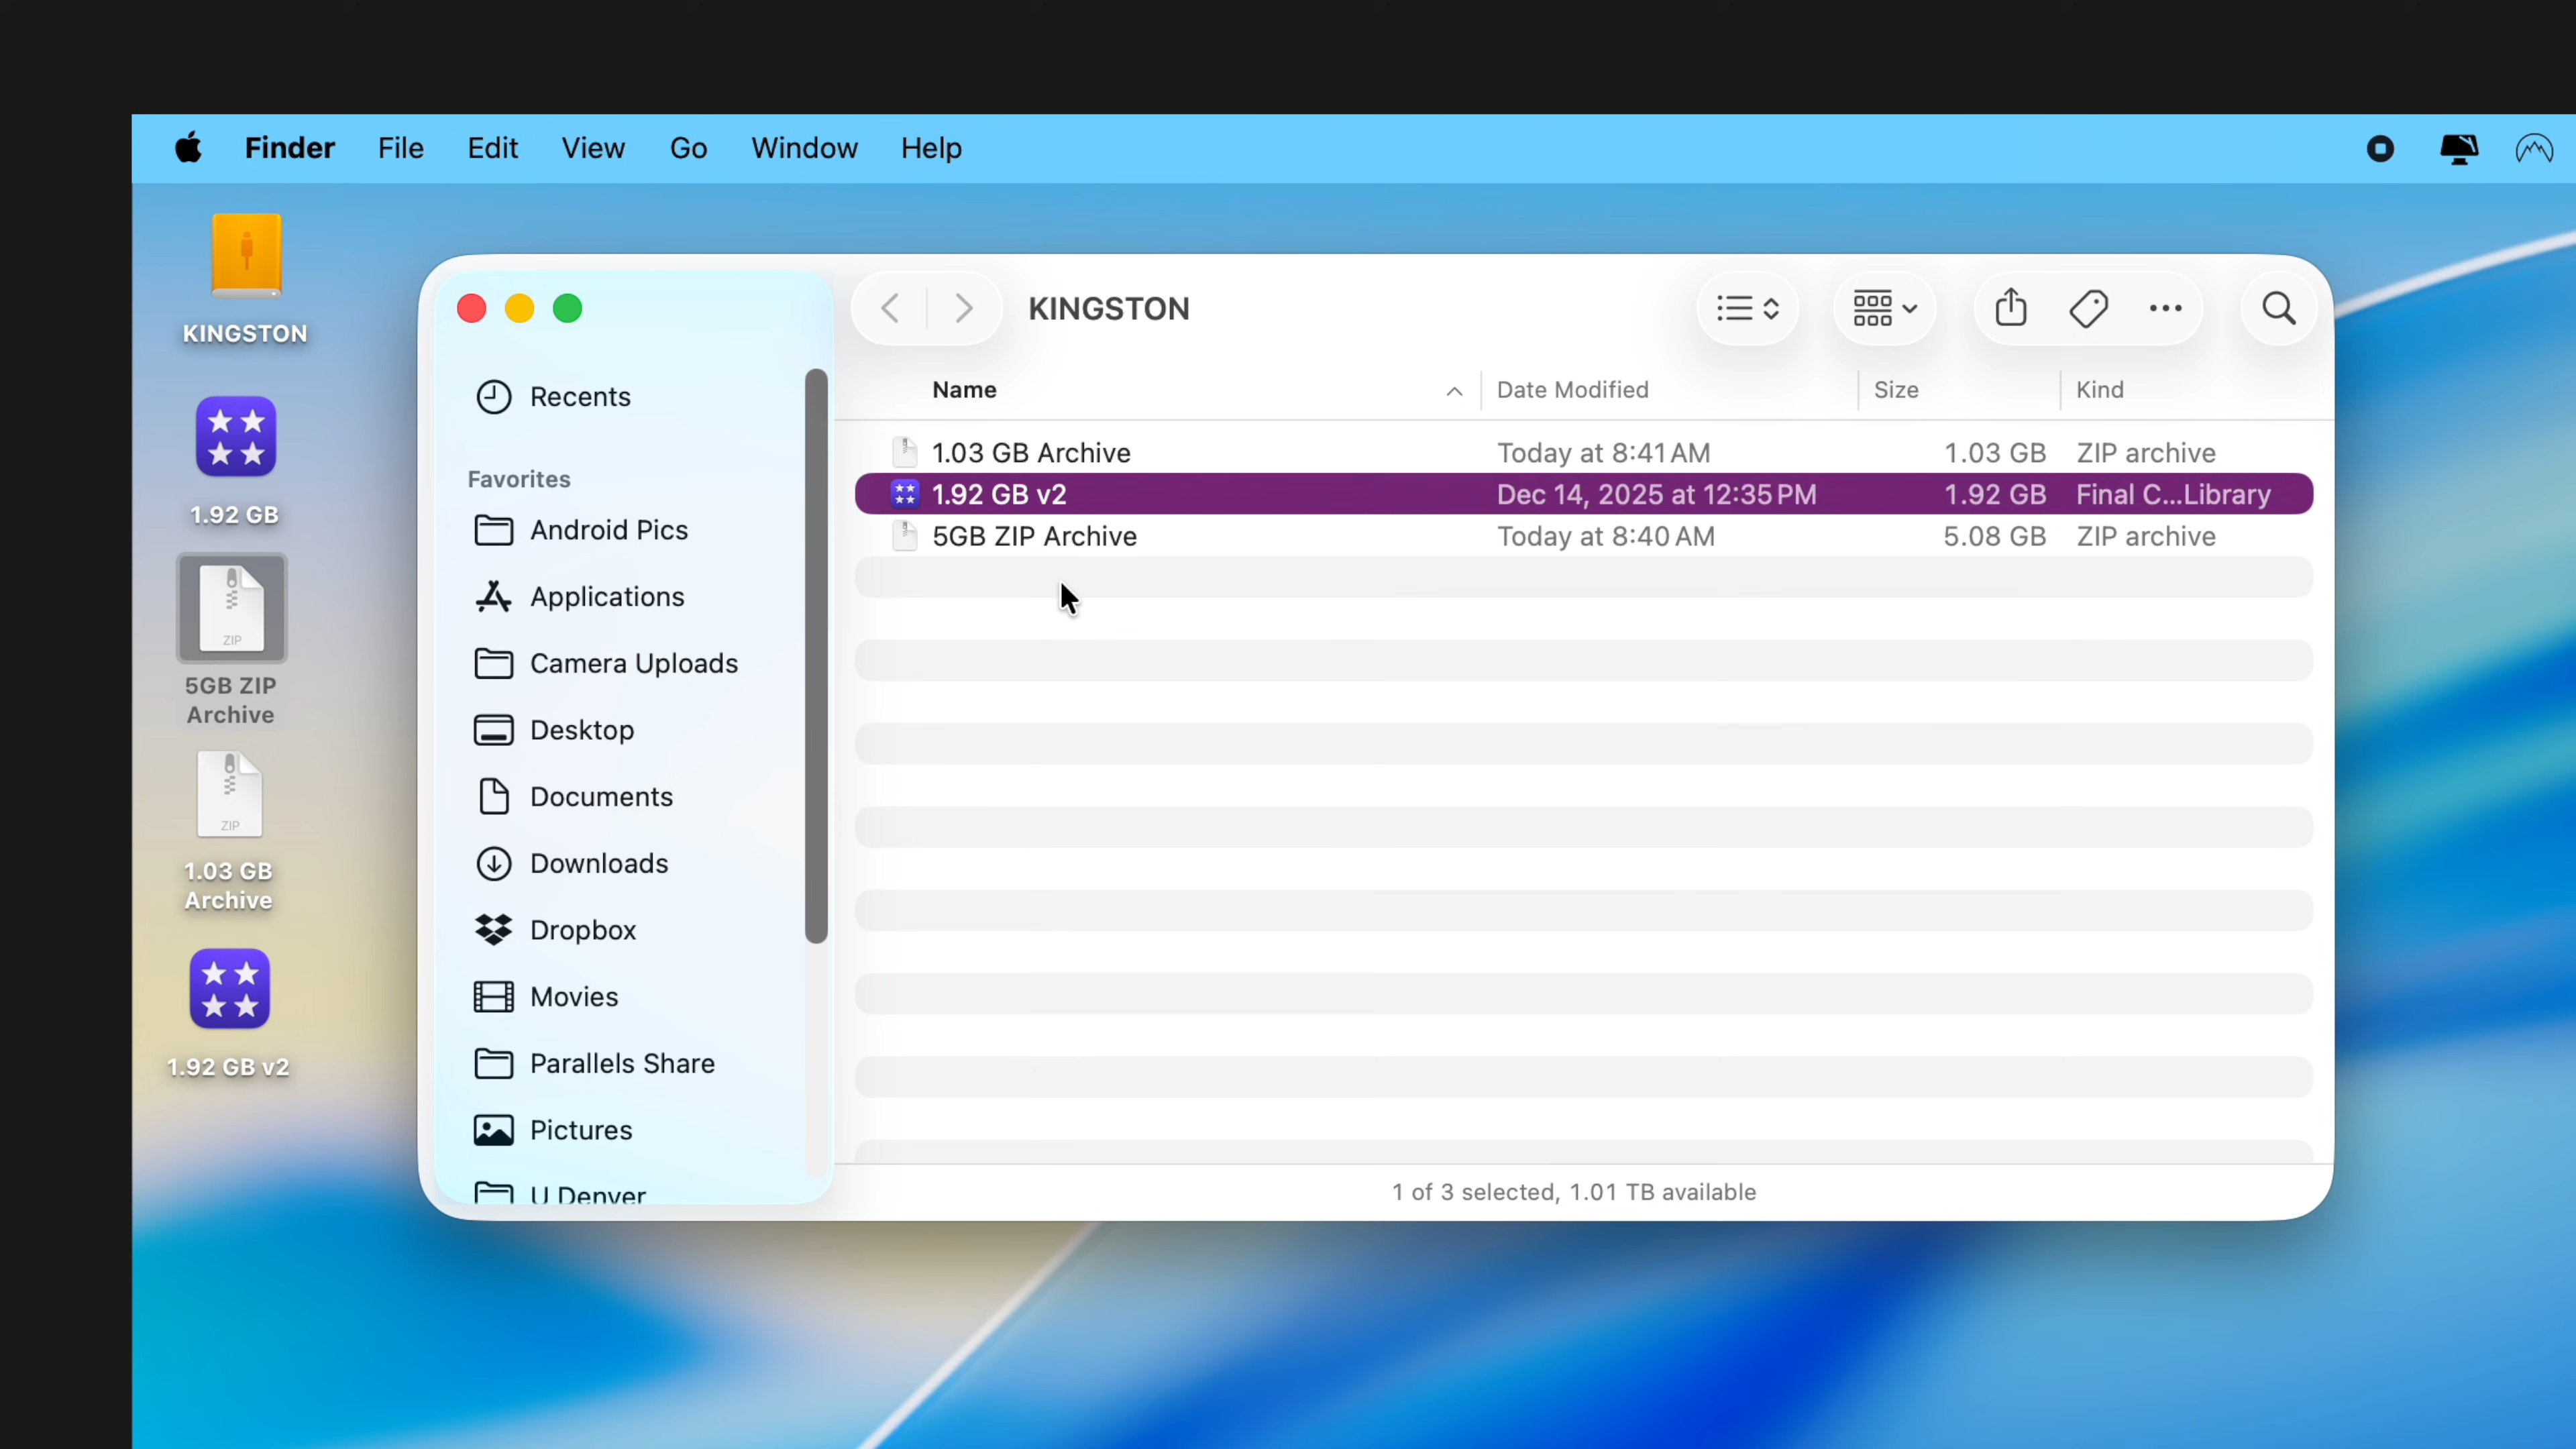 Finder File Edit View Go Window Help
KINGSTON
1.92 GB
ZIP
5GB ZIP
Archive
ZIP
1.03 GB
Archive
1.92 GB v2
Recents
Favorites
Android Pics
Applications
Camera Uploads
Desktop
Documents
Downloads
Dropbox
Movies
Parallels Share
Pictures
U Denver
KINGSTON
Name Date Modified Size Kind
1.03 GB Archive Today at 8:41 AM 1.03 GB ZIP archive
1.92 GB v2 Dec 14, 2025 at 12:35 PM 1.92 GB Final C...Library
5GB ZIP Archive Today at 8:40 AM 5.08 GB ZIP archive
1 of 3 selected, 1.01 TB available